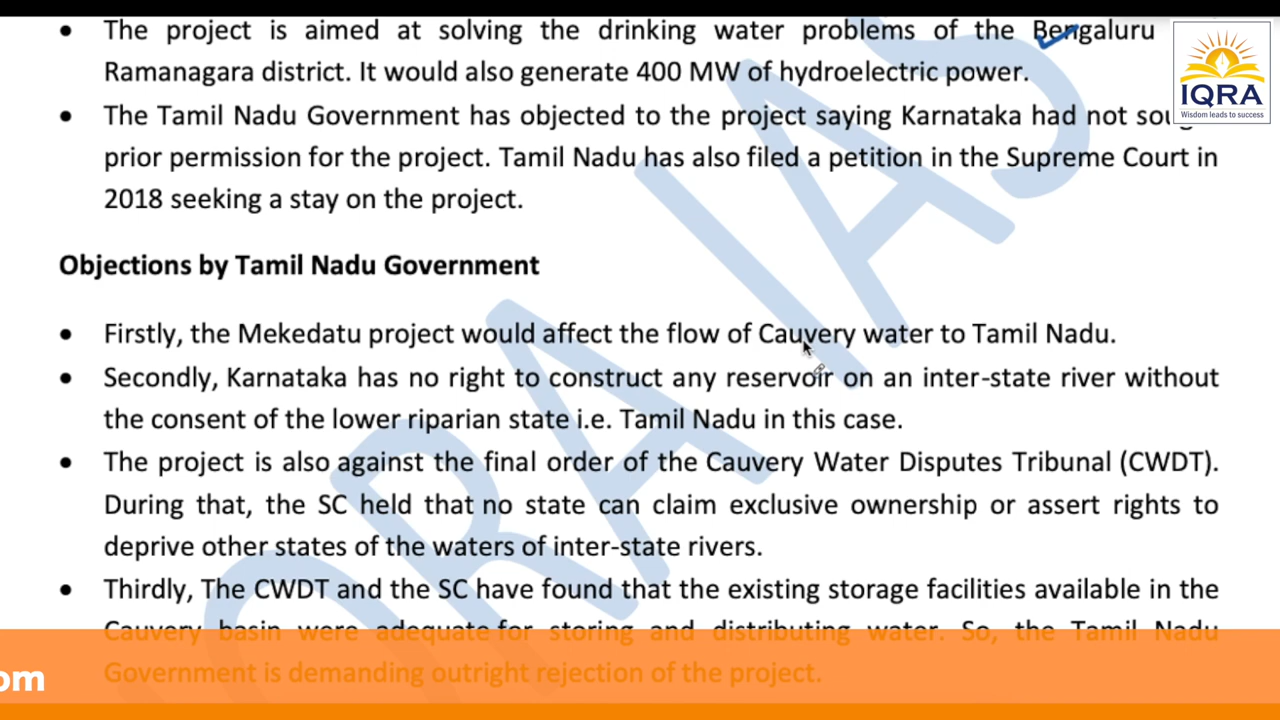 • The project is aimed at solving the drinking water problems of the Bengaluru
Ramanagara district. It would also generate 400 MW of hydroelectric power.
• The Tamil Nadu Government has objected to the project saying Karnataka had not
prior permission for the project. Tamil Nadu has also filed a petition in the Supreme Court in
2018 seeking a stay on the project.
Objections by Tamil Nadu Government
• Firstly, the Mekedatu project would affect the flow of Cauvery water to Tamil Nadu.
• Secondly, Karnataka has no right to construct any reservoir on an inter-state river without
the consent of the lower riparian state i.e. Tamil Nadu in this case.
• The project is also against the final order of the Cauvery Water Disputes Tribunal (CWDT).
During that, the SC held that no state can claim exclusive ownership or assert rights to
deprive other states of the waters of inter-state rivers.
• Thirdly, The CWDT and the SC have found that the existing storage facilities available in the
Cauvery basin were adequate for storing and distributing water. So, the Tamil Nadu
Government is demanding outright rejection of the project.
om
IQRA
Wisdom leads to success
IQRA IAS